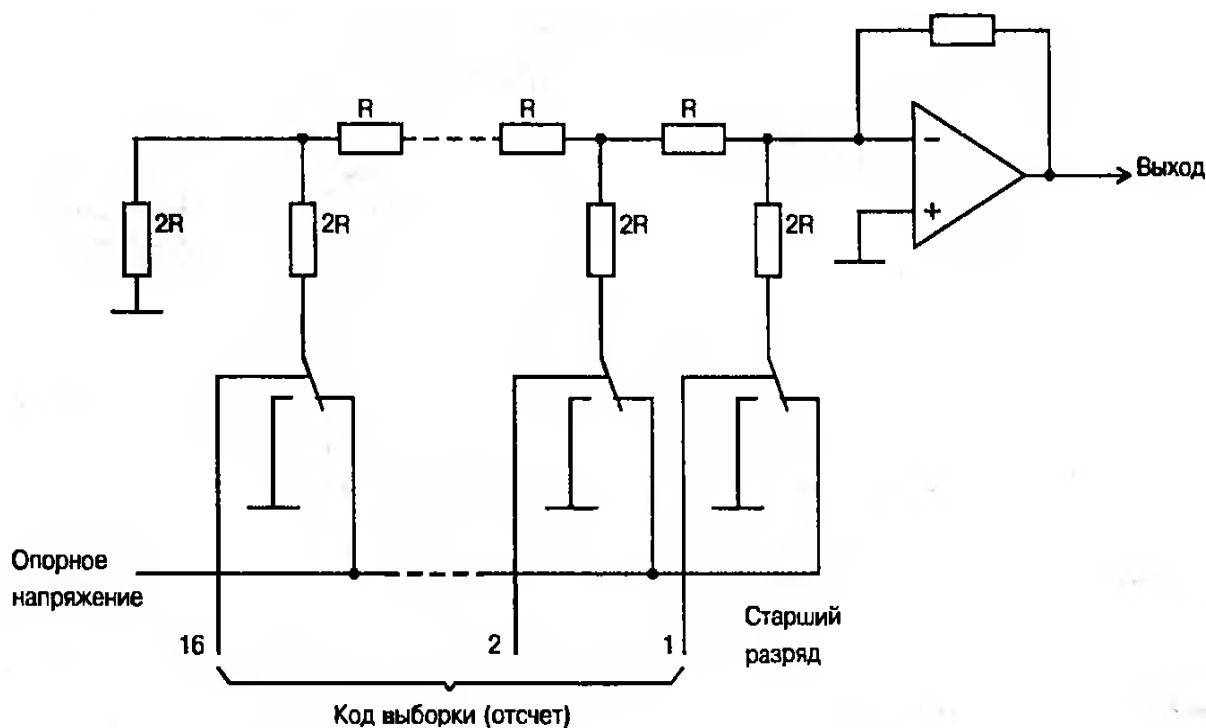 R
R
R
−
+
Выход
2R
2R
2R
2R
Опорное
напряжение
16
2
1
Старший
разряд
Код выборки (отсчет)